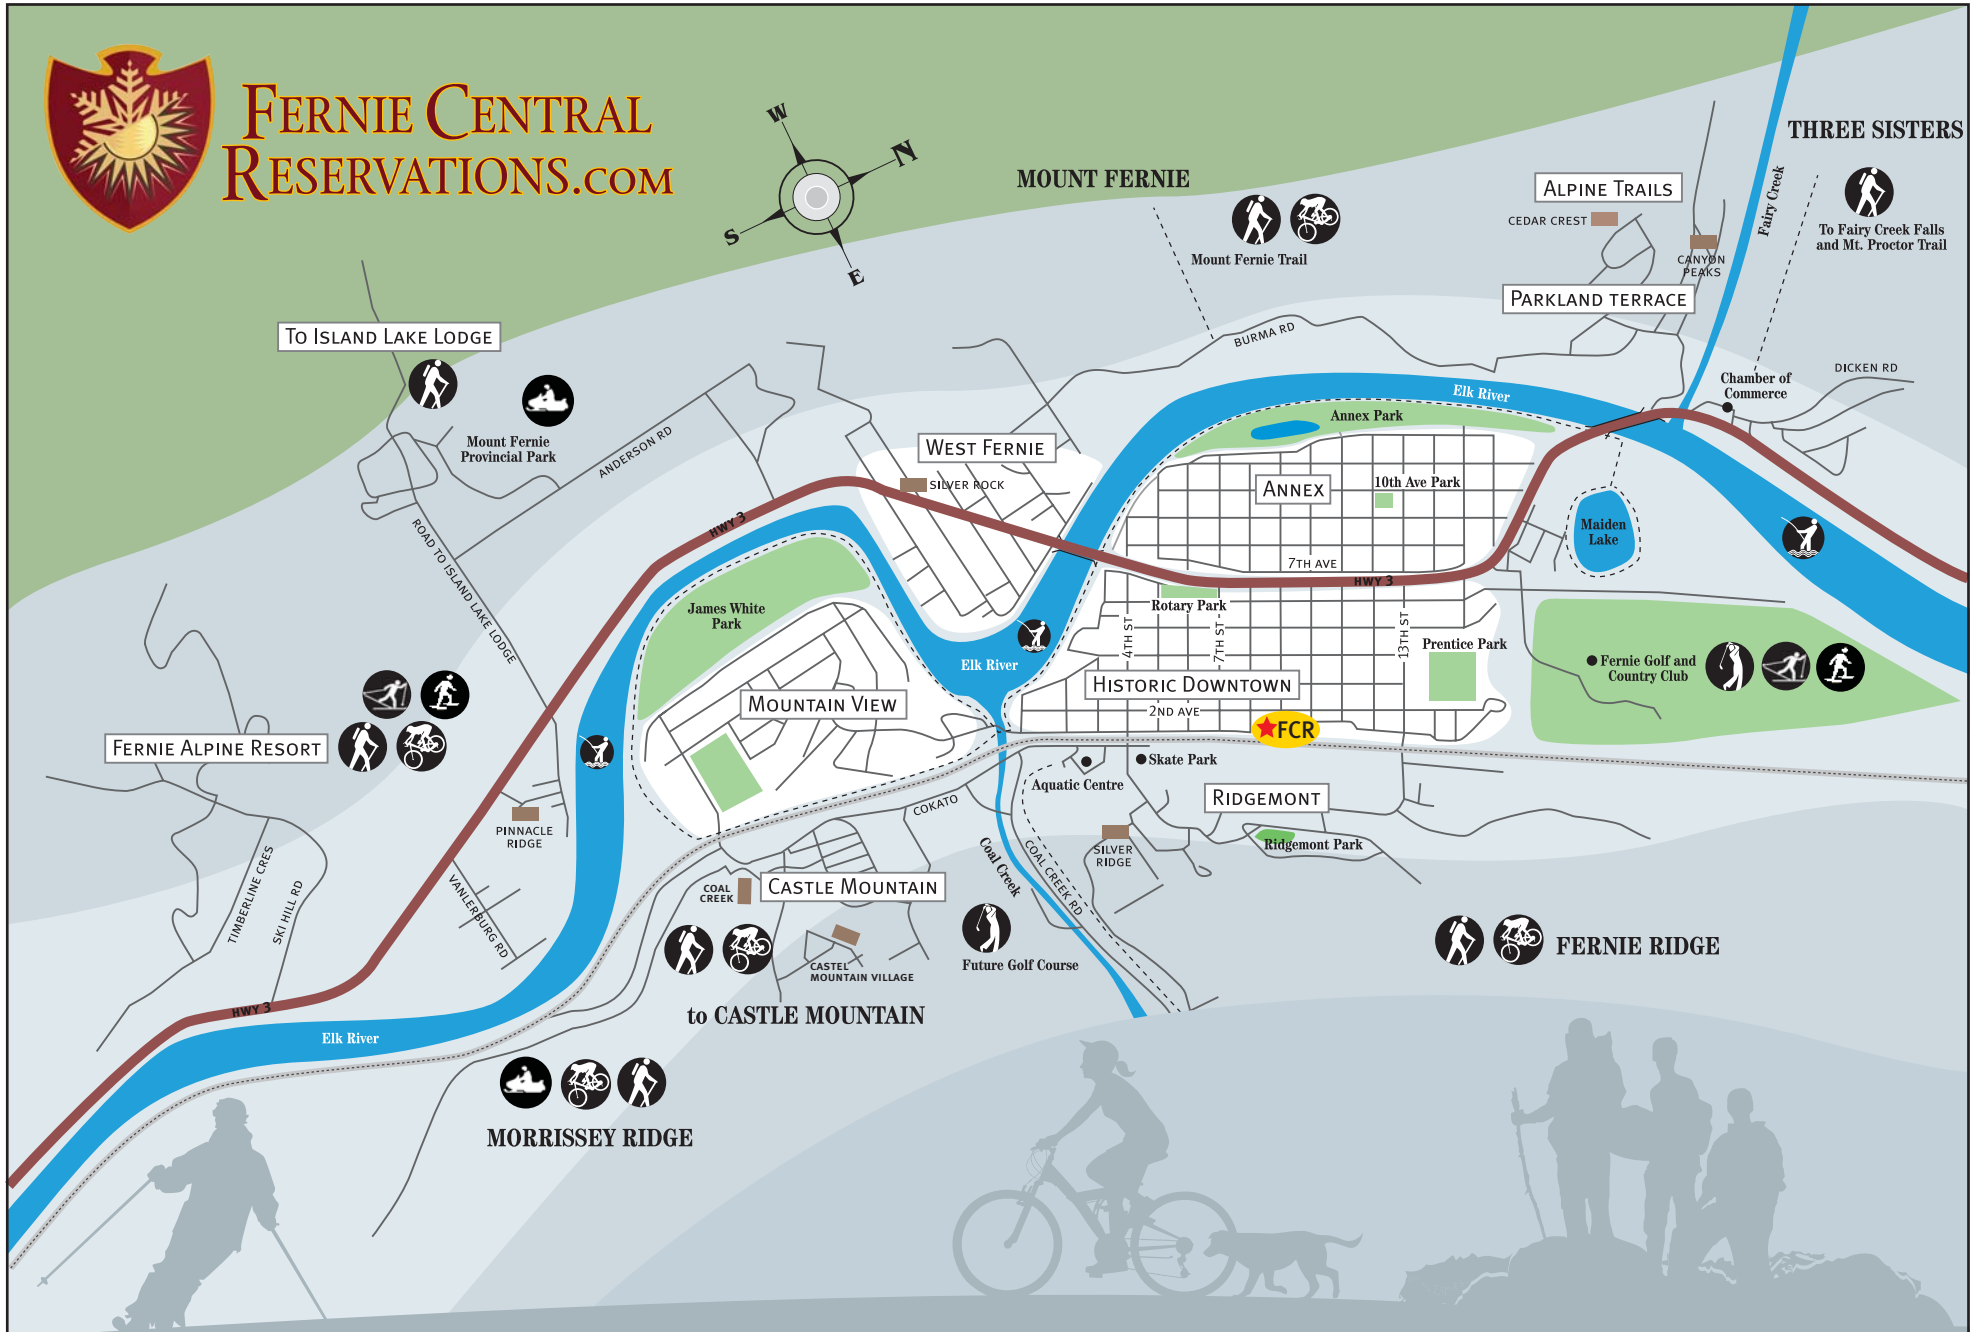 FERNIE CENTRAL
RESERVATIONS.COM
W
N
S
E
MOUNT FERNIE
Mount Fernie Trail
THREE SISTERS
Fairy Creek
To Fairy Creek Falls
and Mt. Proctor Trail
ALPINE TRAILS
CEDAR CREST
CANYON
PEAKS
PARKLAND TERRACE
BURMA RD
DICKEN RD
Chamber of
Commerce
TO ISLAND LAKE LODGE
Mount Fernie
Provincial Park
ANDERSON RD
ROAD TO ISLAND LAKE LODGE
WEST FERNIE
SILVER ROCK
HWY 3
Elk River
Annex Park
ANNEX
10th Ave Park
Maiden
Lake
7TH AVE
HWY 3
James White
Park
Rotary Park
4TH ST
7TH ST
13TH ST
Prentice Park
Elk River
Fernie Golf and
Country Club
HISTORIC DOWNTOWN
2ND AVE
FCR
MOUNTAIN VIEW
FERNIE ALPINE RESORT
Skate Park
Aquatic Centre
RIDGEMONT
Ridgemont Park
COKATO
PINNACLE
RIDGE
SILVER
RIDGE
Coal Creek
COAL CREEK RD
TIMBERLINE CRES
SKI HILL RD
VANLERBURG RD
COAL
CREEK
CASTLE MOUNTAIN
CASTEL
MOUNTAIN VILLAGE
Future Golf Course
FERNIE RIDGE
to CASTLE MOUNTAIN
HWY 3
Elk River
MORRISSEY RIDGE